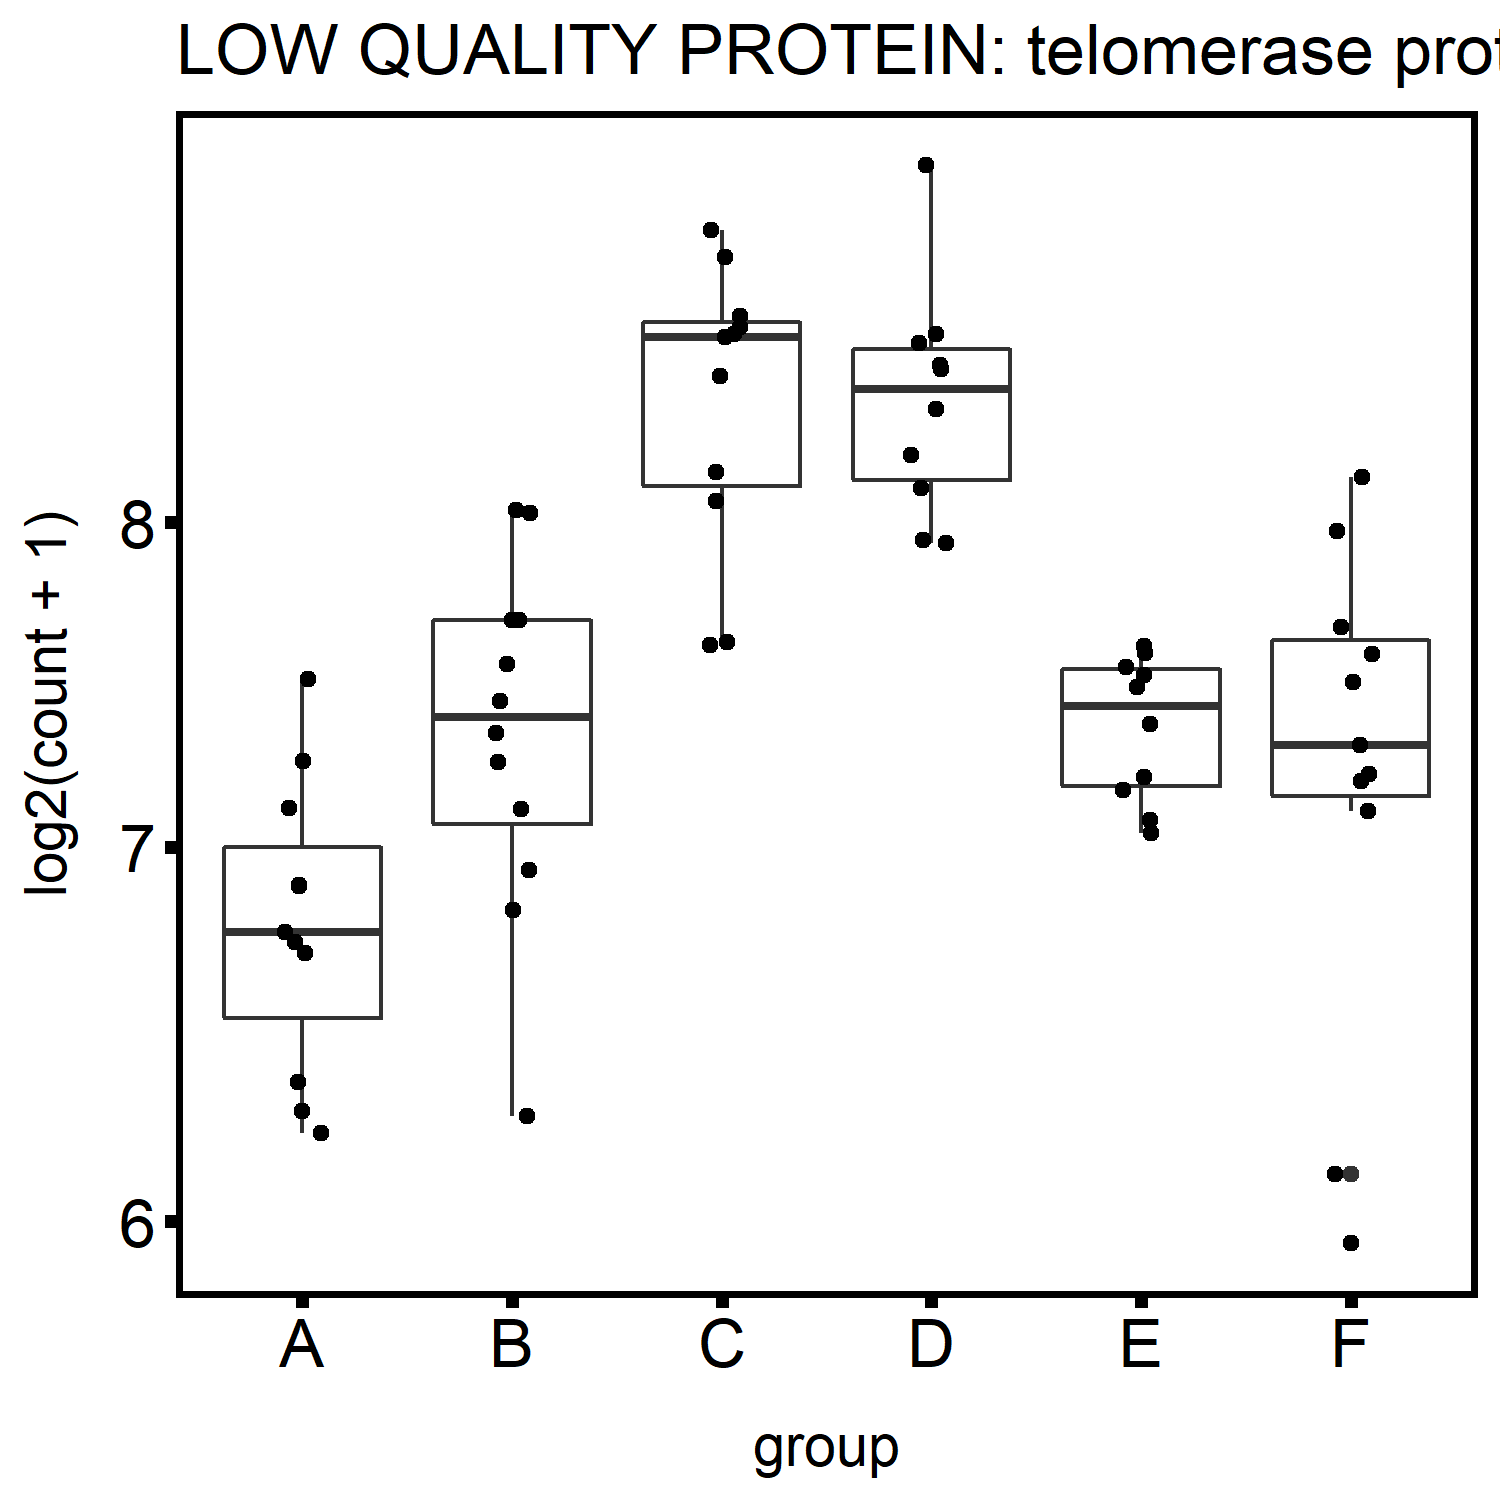 LOW QUALITY PROTEIN: telomerase prot
log2(count + 1)
8
7
6
A B C D E F
group